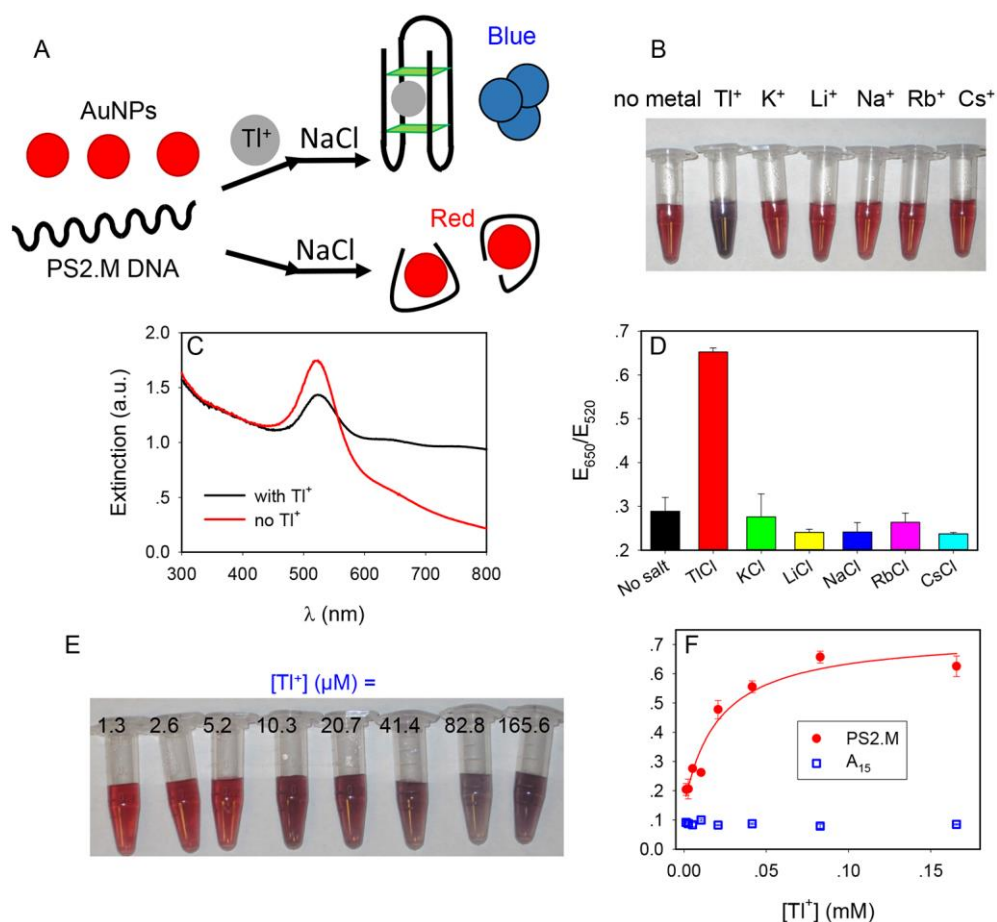 A
AuNPs
PS2.M DNA
Tl⁺
NaCl
NaCl
Blue
Red
B
no metal Tl⁺ K⁺ Li⁺ Na⁺ Rb⁺ Cs⁺
C
2.0
1.5
1.0
.5
0.0
Extinction (a.u.)
with Tl⁺
no Tl⁺
300 400 500 600 700 800
λ (nm)
D
.7
.6
.5
.4
.3
.2
E₆₅₀/E₅₂₀
No salt TlCl KCl LiCl NaCl RbCl CsCl
E
[Tl⁺] (µM) =
1.3 2.6 5.2 10.3 20.7 41.4 82.8 165.6
F
.7
.6
.5
.4
.3
.2
.1
0.0
PS2.M
A₁₅
0.00 .05 .10 .15
[Tl⁺] (mM)